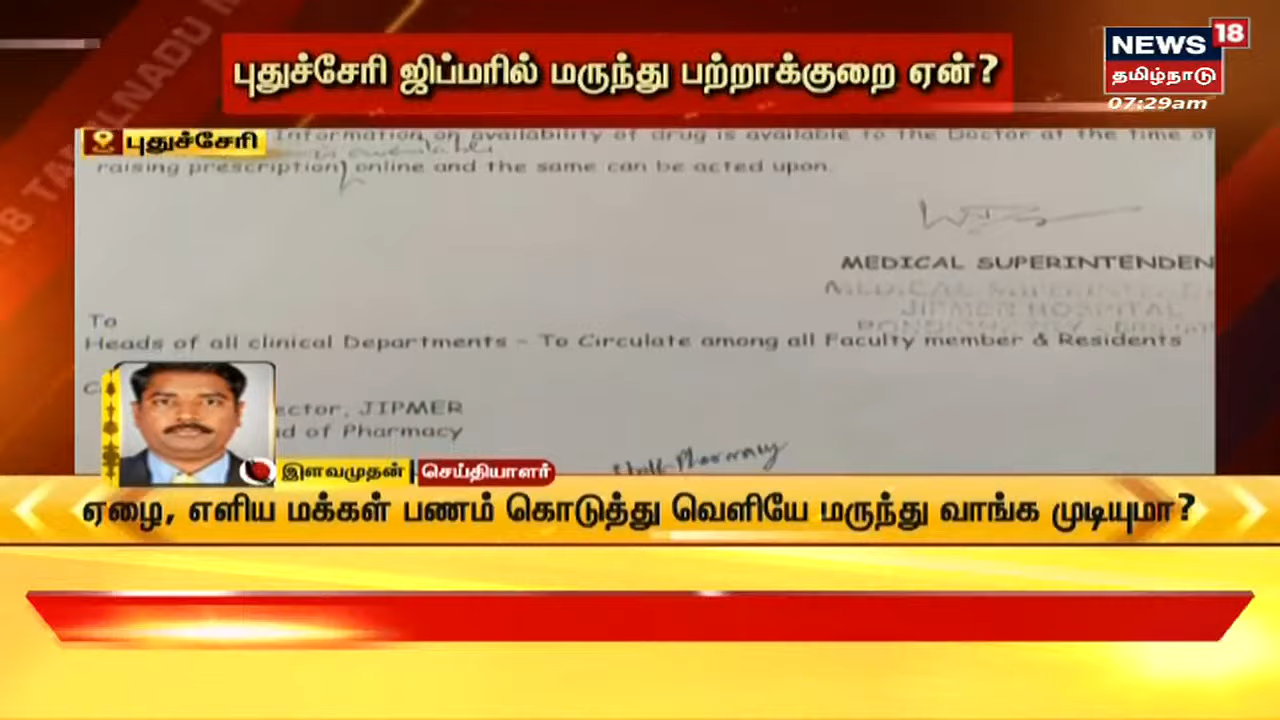 புதுச்சேரி ஜிப்மரில் மருந்து பற்றாக்குறை ஏன்?
NEWS 18
தமிழ்நாடு
07:29am
புதுச்சேரி
Information on availability of drug is available to the Doctor at the time of
raising prescription online and the same can be acted upon.
MEDICAL SUPERINTENDEN
MEDICAL
JIPMER HOSPITAL
To
Heads of all clinical Departments - To Circulate among all Faculty member & Residents
ector, JIPMER
d of Pharmacy
Pharmacy
இளவமுதன் செய்தியாளர்
ஏழை, எளிய மக்கள் பணம் கொடுத்து வெளியே மருந்து வாங்க முடியுமா?